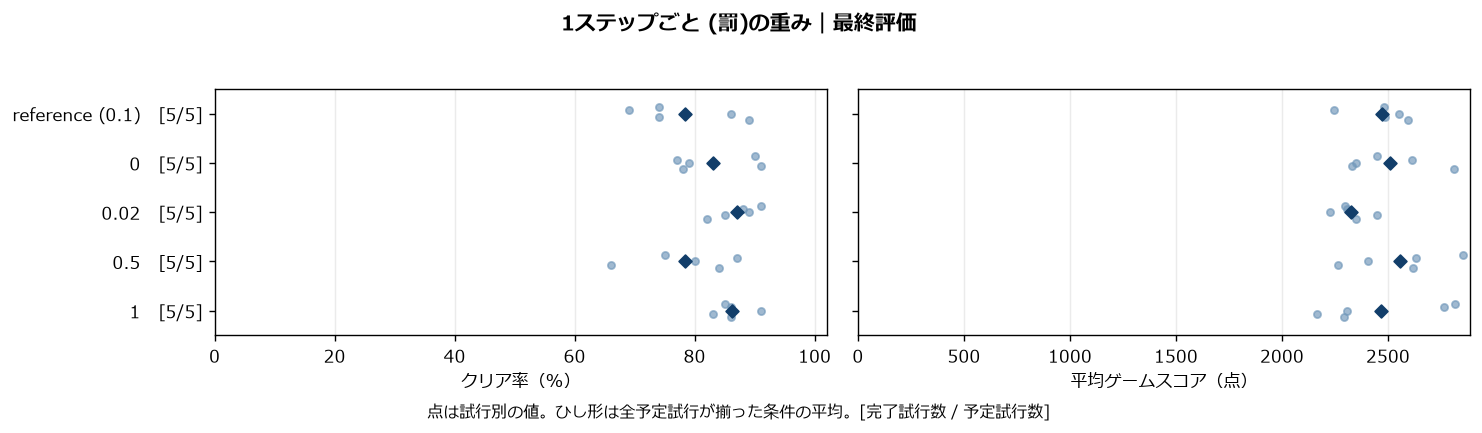 1ステップごと (罰)の重み｜最終評価
reference (0.1) [5/5]
0 [5/5]
0.02 [5/5]
0.5 [5/5]
1 [5/5]
0 20 40 60 80 100
クリア率（%）
0 500 1000 1500 2000 2500
平均ゲームスコア（点）
点は試行別の値。ひし形は全予定試行が揃った条件の平均。[完了試行数 / 予定試行数]